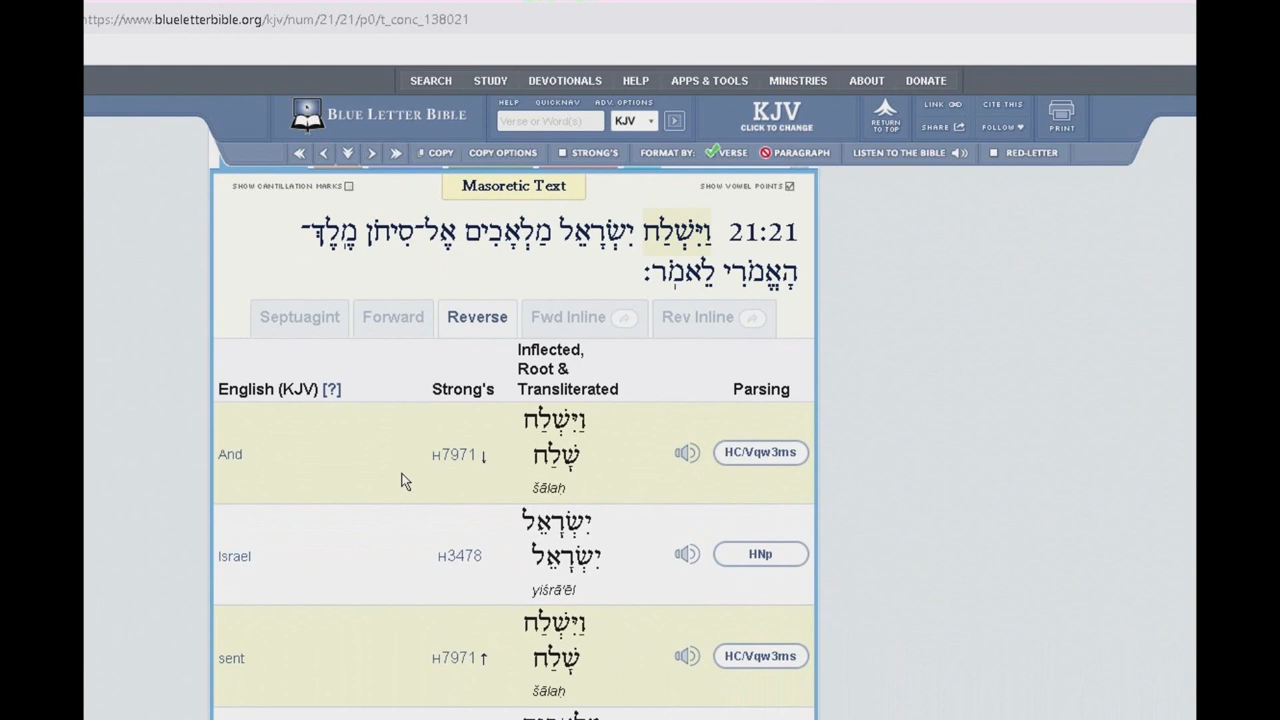 https://www.blueletterbible.org/kjv/num/21/21/p0/t_conc_138021
SEARCH STUDY DEVOTIONALS HELP APPS & TOOLS MINISTRIES ABOUT DONATE
BLUE LETTER BIBLE
HELP QUICKNAV ADV. OPTIONS
Verse or Word(s) KJV
KJV
CLICK TO CHANGE
RETURN
TO TOP
LINK CITE THIS
SHARE FOLLOW
PRINT
COPY COPY OPTIONS STRONG'S FORMAT BY: VERSE PARAGRAPH LISTEN TO THE BIBLE RED-LETTER
SHOW CANTILLATION MARKS Masoretic Text SHOW VOWEL POINTS
21:21 וַיִּשְׁלַח יִשְׂרָאֵל מַלְאָכִים אֶל־סִיחֹן מֶֽלֶךְ־
הָאֱמֹרִי לֵאמֹֽר׃
Septuagint Forward Reverse Fwd Inline Rev Inline
English (KJV) [?] Strong's Inflected,
Root &
Transliterated Parsing
וַיִּשְׁלַח
And H7971 ↓ שָׁלַח HC/Vqw3ms
šālaḥ
יִשְׂרָאֵל
Israel H3478 יִשְׂרָאֵל HNp
yiśrā'ēl
וַיִּשְׁלַח
sent H7971 ↑ שָׁלַח HC/Vqw3ms
šālaḥ